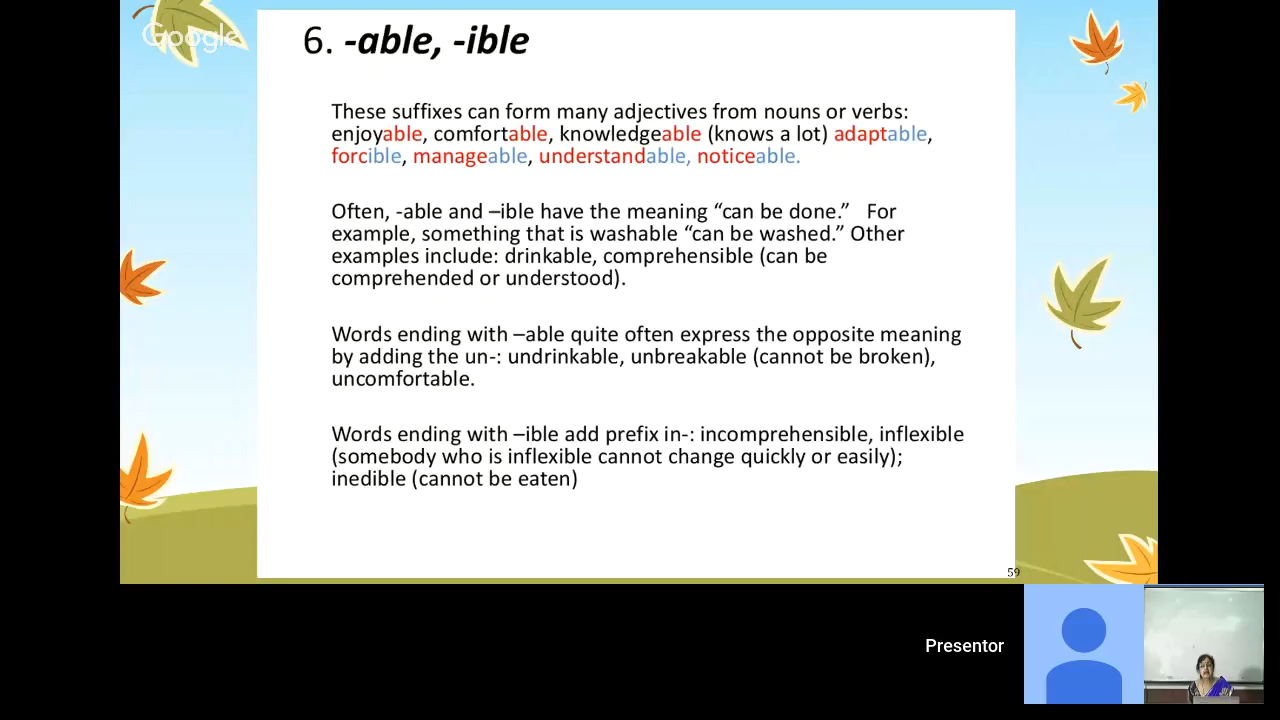 Google
6. -able, -ible
These suffixes can form many adjectives from nouns or verbs:
enjoyable, comfortable, knowledgeable (knows a lot) adaptable,
forcible, manageable, understandable, noticeable.
Often, -able and –ible have the meaning “can be done.”   For
example, something that is washable “can be washed.” Other
examples include: drinkable, comprehensible (can be
comprehended or understood).
Words ending with –able quite often express the opposite meaning
by adding the un-: undrinkable, unbreakable (cannot be broken),
uncomfortable.
Words ending with –ible add prefix in-: incomprehensible, inflexible
(somebody who is inflexible cannot change quickly or easily);
inedible (cannot be eaten)
59
Presentor